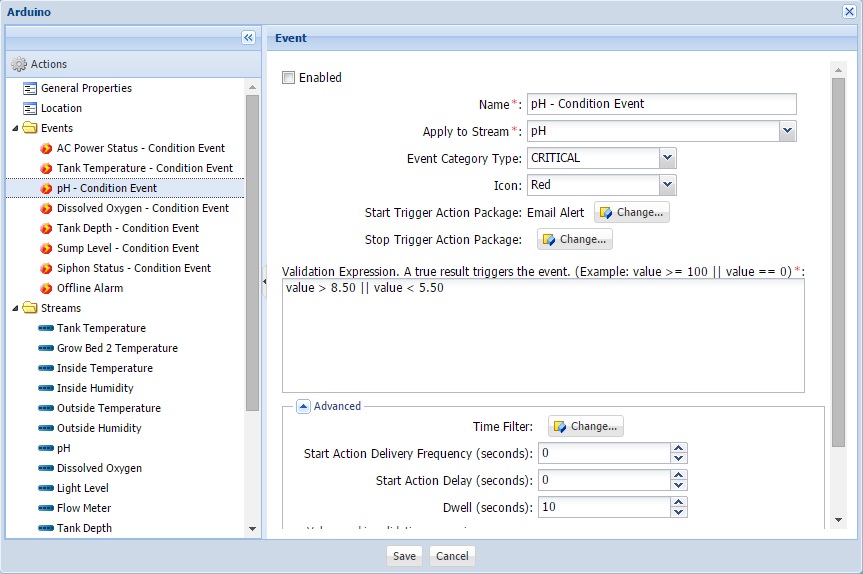 Arduino
Actions
General Properties
Location
Events
AC Power Status - Condition Event
Tank Temperature - Condition Event
pH - Condition Event
Dissolved Oxygen - Condition Event
Tank Depth - Condition Event
Sump Level - Condition Event
Siphon Status - Condition Event
Offline Alarm
Streams
Tank Temperature
Grow Bed 2 Temperature
Inside Temperature
Inside Humidity
Outside Temperature
Outside Humidity
pH
Dissolved Oxygen
Light Level
Flow Meter
Tank Depth
Event
Enabled
Name*: pH - Condition Event
Apply to Stream*: pH
Event Category Type: CRITICAL
Icon: Red
Start Trigger Action Package: Email Alert Change...
Stop Trigger Action Package: Change...
Validation Expression. A true result triggers the event. (Example: value >= 100 || value == 0)*:
value > 8.50 || value < 5.50
Advanced
Time Filter: Change...
Start Action Delivery Frequency (seconds): 0
Start Action Delay (seconds): 0
Dwell (seconds): 10
Save Cancel